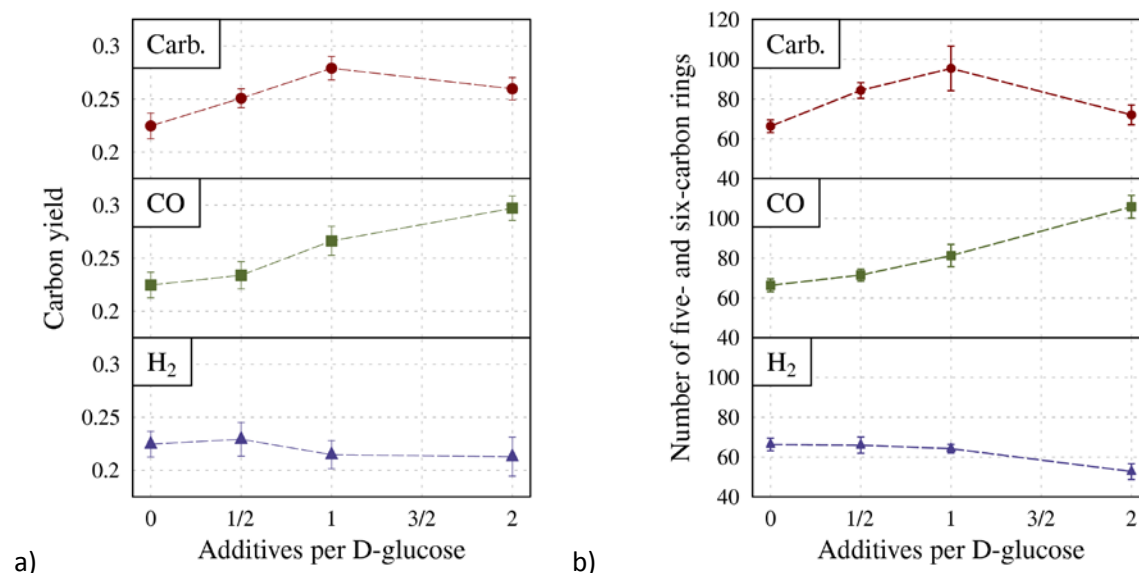 Carb.
0.3
0.25
0.2
CO
0.3
0.25
0.2
H2
0.3
0.25
0.2
Carbon yield
0 1/2 1 3/2 2
Additives per D-glucose
a)
Carb.
120
100
80
60
40
CO
100
80
60
40
H2
100
80
60
40
Number of five- and six-carbon rings
0 1/2 1 3/2 2
Additives per D-glucose
b)